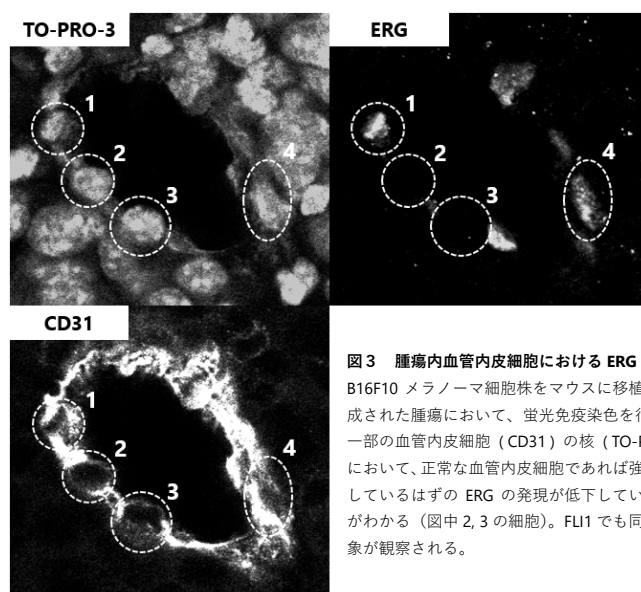 TO-PRO-3
ERG
1
2
3
4
1
2
3
4
CD31
1
2
3
4
図3 腫瘍内血管内皮細胞における ERG
B16F10 メラノーマ細胞株をマウスに移植
成された腫瘍において、蛍光免疫染色を行
一部の血管内皮細胞 (CD31) の核 (TO-P
において、正常な血管内皮細胞であれば強
しているはずの ERG の発現が低下してい
がわかる (図中 2, 3 の細胞)。FLI1 でも同
象が観察される。